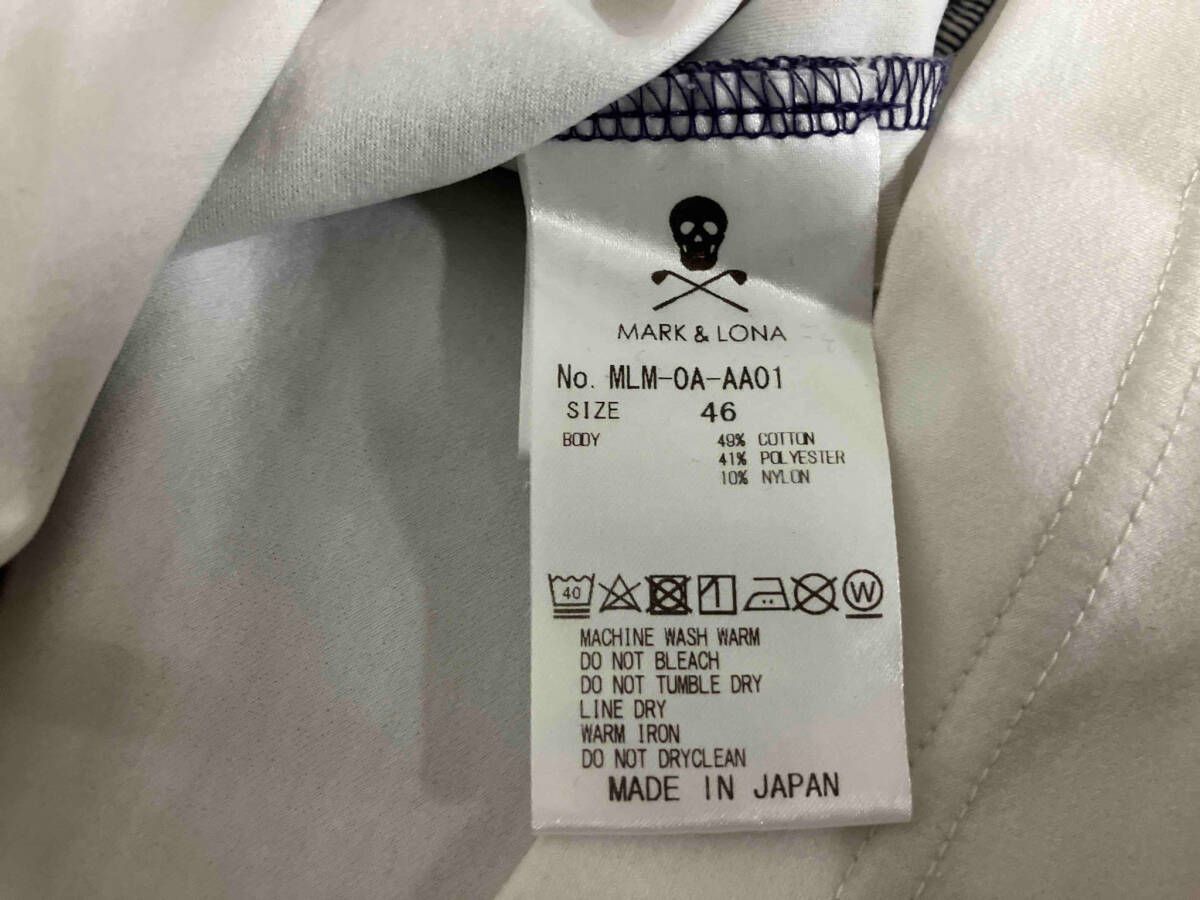 MARK & LONA
No. MLM-0A-AA01
SIZE 46
BODY 49% COTTON
41% POLYESTER
10% NYLON
40 W
MACHINE WASH WARM
DO NOT BLEACH
DO NOT TUMBLE DRY
LINE DRY
WARM IRON
DO NOT DRYCLEAN
MADE IN JAPAN